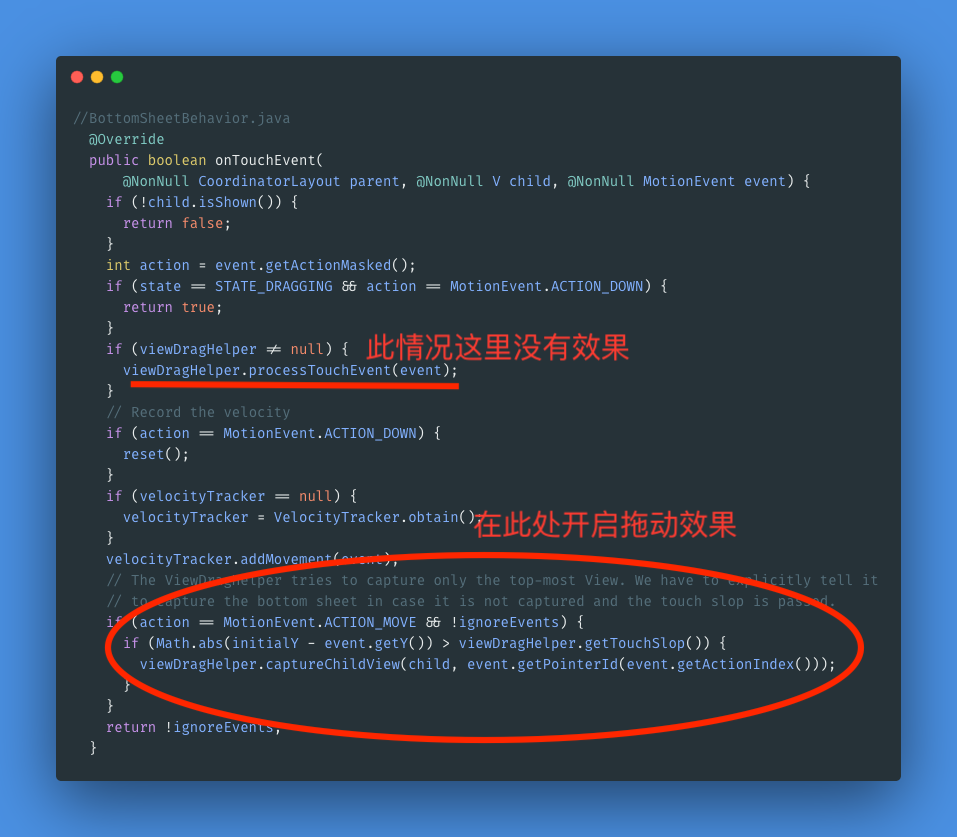 //BottomSheetBehavior.java
@Override
public boolean onTouchEvent(
@NonNull CoordinatorLayout parent, @NonNull V child, @NonNull MotionEvent event) {
if (!child.isShown()) {
return false;
}
int action = event.getActionMasked();
if (state == STATE_DRAGGING && action == MotionEvent.ACTION_DOWN) {
return true;
}
if (viewDragHelper != null) { 此情况这里没有效果
viewDragHelper.processTouchEvent(event);
}
// Record the velocity
if (action == MotionEvent.ACTION_DOWN) {
reset();
}
if (velocityTracker == null) {
velocityTracker = VelocityTracker.obtain(); 在此处开启拖动效果
}
velocityTracker.addMovement(event);
// The ViewDragHelper tries to capture only the top-most View. We have to explicitly tell it
// to capture the bottom sheet in case it is not captured and the touch slop is passed.
if (action == MotionEvent.ACTION_MOVE && !ignoreEvents) {
if (Math.abs(initialY - event.getY()) > viewDragHelper.getTouchSlop()) {
viewDragHelper.captureChildView(child, event.getPointerId(event.getActionIndex()));
}
}
return !ignoreEvents;
}